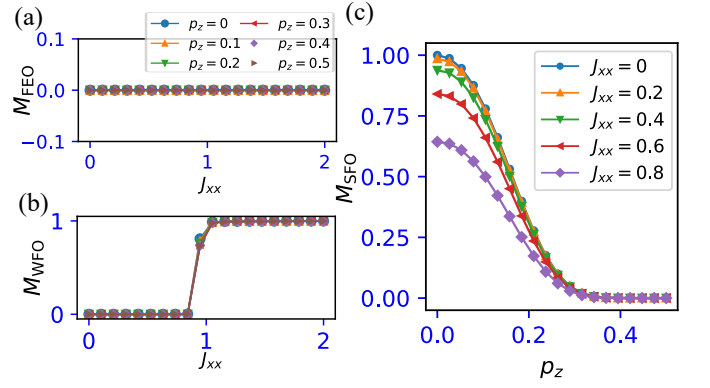 (a)
p_z = 0
p_z = 0.3
p_z = 0.1
p_z = 0.4
p_z = 0.2
p_z = 0.5
0.1
0.0
−0.1
M_FEO
0
1
2
J_xx
(b)
1
0
M_WFO
0
1
2
J_xx
(c)
1.00
0.75
0.50
0.25
0.00
M_SFO
J_xx = 0
J_xx = 0.2
J_xx = 0.4
J_xx = 0.6
J_xx = 0.8
0.0
0.2
0.4
p_z